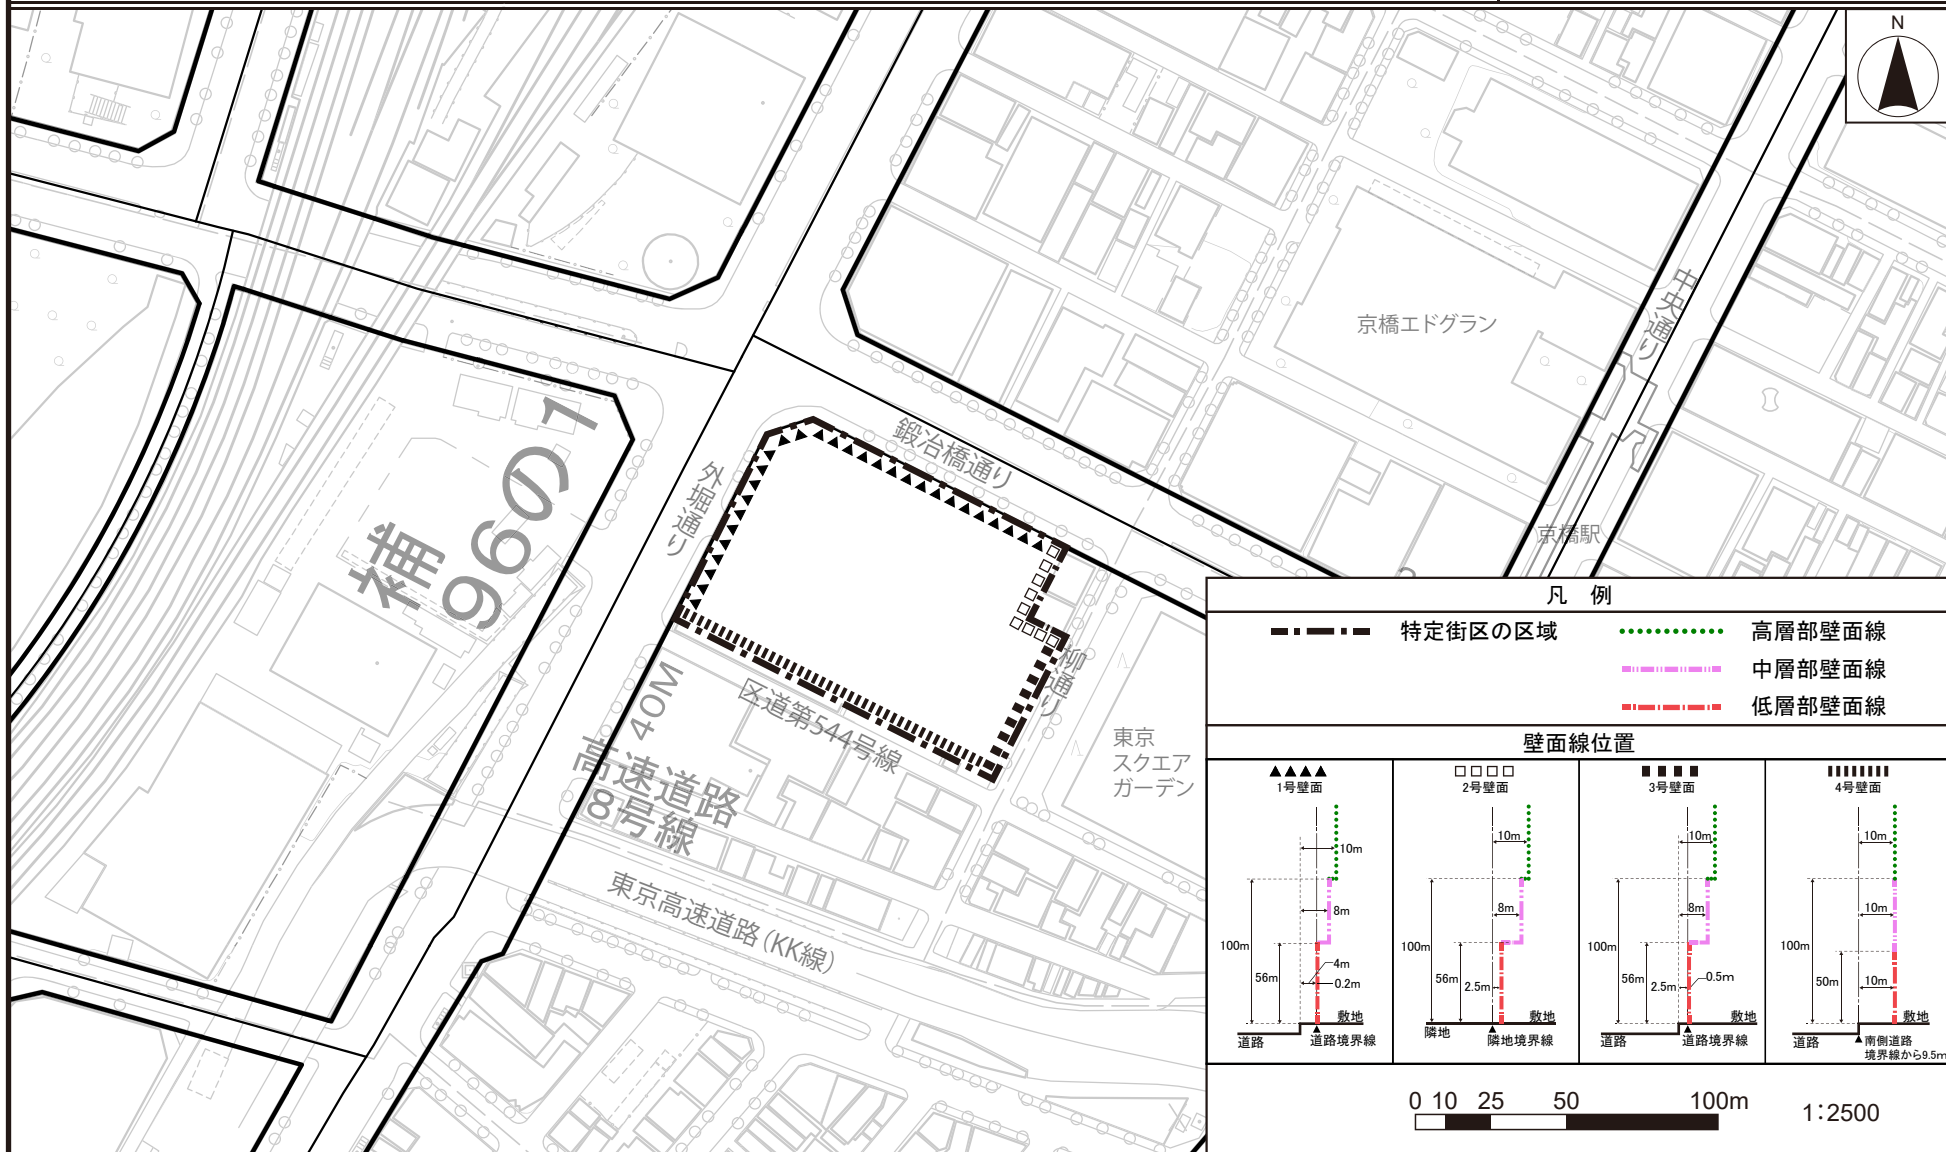 N
中央通り
京橋エドグラン
補
96の1
鍛冶橋通り
外堀通り
京橋駅
柳通り
40M
区道第544号線
東京
スクエア
ガーデン
高速道路
8号線
東京高速道路(KK線)
凡 例
特定街区の区域
高層部壁面線
中層部壁面線
低層部壁面線
壁面線位置
1号壁面
10m
8m
100m
56m
4m
0.2m
敷地
道路
道路境界線
2号壁面
10m
8m
100m
56m
2.5m
敷地
隣地
隣地境界線
3号壁面
10m
8m
100m
56m
2.5m
0.5m
敷地
道路
道路境界線
4号壁面
10m
10m
100m
50m
10m
敷地
道路
南側道路
境界線から9.5m
0 10 25 50 100m
1:2500